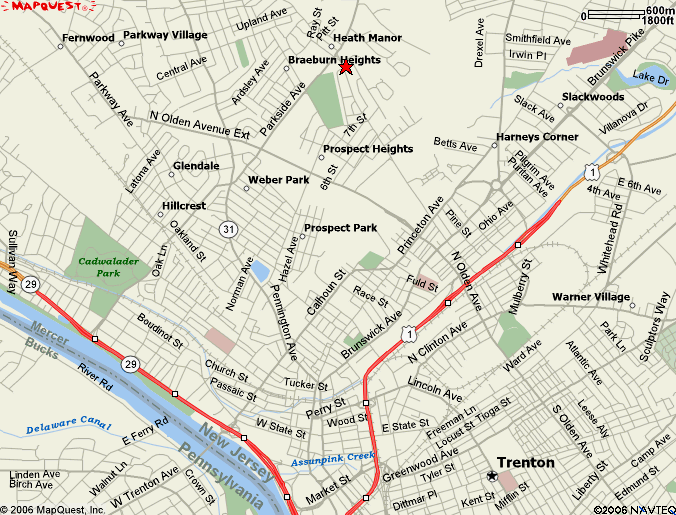 MAPQUEST
600m
0
1800ft
Upland Ave
Ray St
Pitt St
Heath Manor
Drexel Ave
Smithfield Ave
Irwin Pl
Brunswick Pike
Fernwood
Parkway Village
Central Ave
Braeburn Heights
Lake Dr
Ardsley Ave
Parkside Ave
Parkway Ave
Slackwoods
Slack Ave
Villanova Dr
N Olden Avenue Ext
7th St
Betts Ave
Harneys Corner
Latona Ave
Glendale
Prospect Heights
6th St
Pilgrim Ave
Puritan Ave
1
Weber Park
4th Ave
E 6th Ave
Hillcrest
Princeton Ave
Pine St
Ohio Ave
Whitehead Rd
Sullivan Way
Oakland St
31
Prospect Park
Cadwalader
Park
Oak Ln
Hazel Ave
Norman Ave
Calhoun St
N Olden Ave
Mulberry St
29
Pennington Ave
Race St
Fuld St
Warner Village
Sculptors Way
Boudinot St
Brunswick Ave
1
N Clinton Ave
Park Ln
Mercer
Bucks
29
Church St
Passaic St
Tucker St
Ward Ave
Atlantic Ave
River Rd
Lincoln Ave
Perry St
Wood St
Delaware Canal
E Ferry Rd
W State St
E State St
Freeman Ln
Tioga St
Locust St
S Olden Ave
Leese Aly
New Jersey
Pennsylvania
Assunpink Creek
Greenwood Ave
Trenton
Camp Ave
Linden Ave
Birch Ave
Walnut Ln
W Trenton Ave
Crown St
Market St
Tyler St
Dittmar Pl
Kent St
Mifflin St
Liberty St
Edmund St
© 2006 MapQuest, Inc.
©2006 NAVTEQ